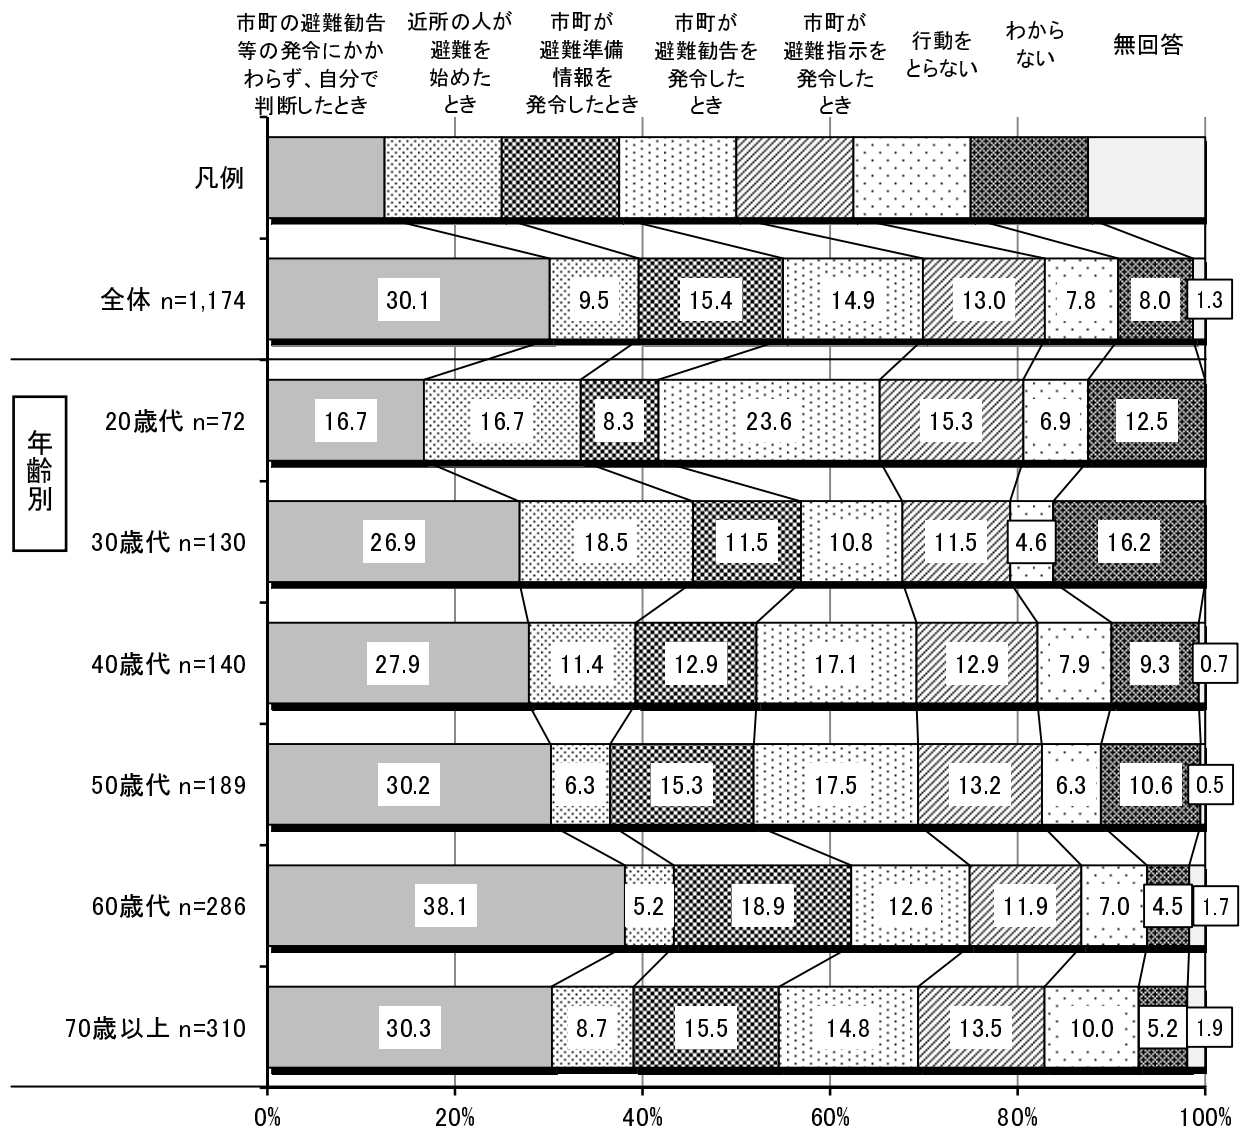 市町の避難勧告
等の発令にかか
わらず、自分で
判断したとき
近所の人が
避難を
始めた
とき
市町が
避難準備
情報を
発令したとき
市町が
避難勧告を
発令した
とき
市町が
避難指示を
発令した
とき
行動を
とらない
わから
ない
無回答
凡例
全体 n=1,174
30.1 9.5 15.4 14.9 13.0 7.8 8.0 1.3
年齢別
20歳代 n=72
16.7 16.7 8.3 23.6 15.3 6.9 12.5
30歳代 n=130
26.9 18.5 11.5 10.8 11.5 4.6 16.2
40歳代 n=140
27.9 11.4 12.9 17.1 12.9 7.9 9.3 0.7
50歳代 n=189
30.2 6.3 15.3 17.5 13.2 6.3 10.6 0.5
60歳代 n=286
38.1 5.2 18.9 12.6 11.9 7.0 4.5 1.7
70歳以上 n=310
30.3 8.7 15.5 14.8 13.5 10.0 5.2 1.9
0% 20% 40% 60% 80% 100%